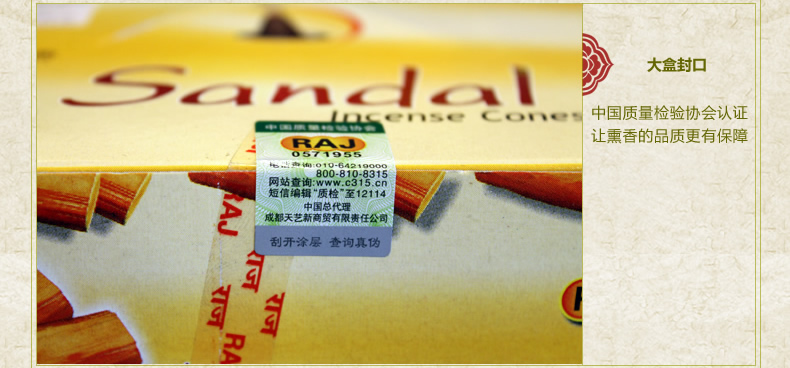 Sandal
Incense Cones
中国质量检验协会
RAJ
0571955
电话查询:010-64219000
800-810-8315
网站查询:www.c315.cn
短信编辑"质检"至12114
中国总代理
成都天艺新商贸有限责任公司
刮开涂层 查询真伪
RAJ
राज
राज
राज
RA
大盒封口
中国质量检验协会认证
让熏香的品质更有保障